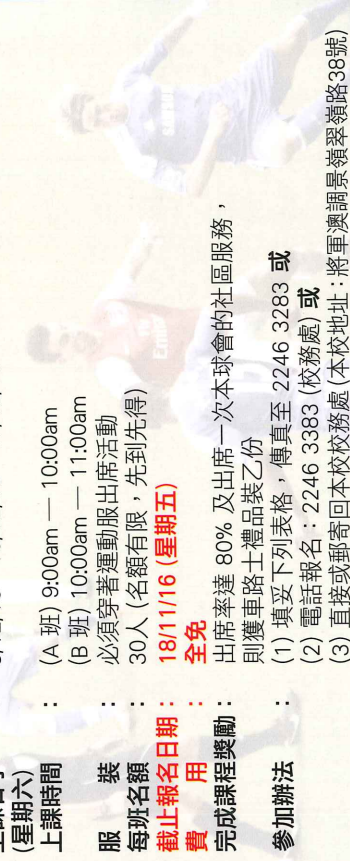 (星期六)
上課時間 : (A 班) 9:00am — 10:00am
(B 班) 10:00am — 11:00am
服 裝 : 必須穿著運動服出席活動
每班名額 : 30人 (名額有限，先到先得)
截止報名日期 : 18/11/16 (星期五)
費 用 : 全免
完成課程獎勵 : 出席率達 80% 及出席一次本球會的社區服務，
則獲車路士禮品裝乙份
參加辦法 : (1) 填妥下列表格，傳真至 2246 3283 或
(2) 電話報名：2246 3383 (校務處) 或
(3) 直接或郵寄回本校校務處 (本校地址：將軍澳調景嶺翠嶺路38號)